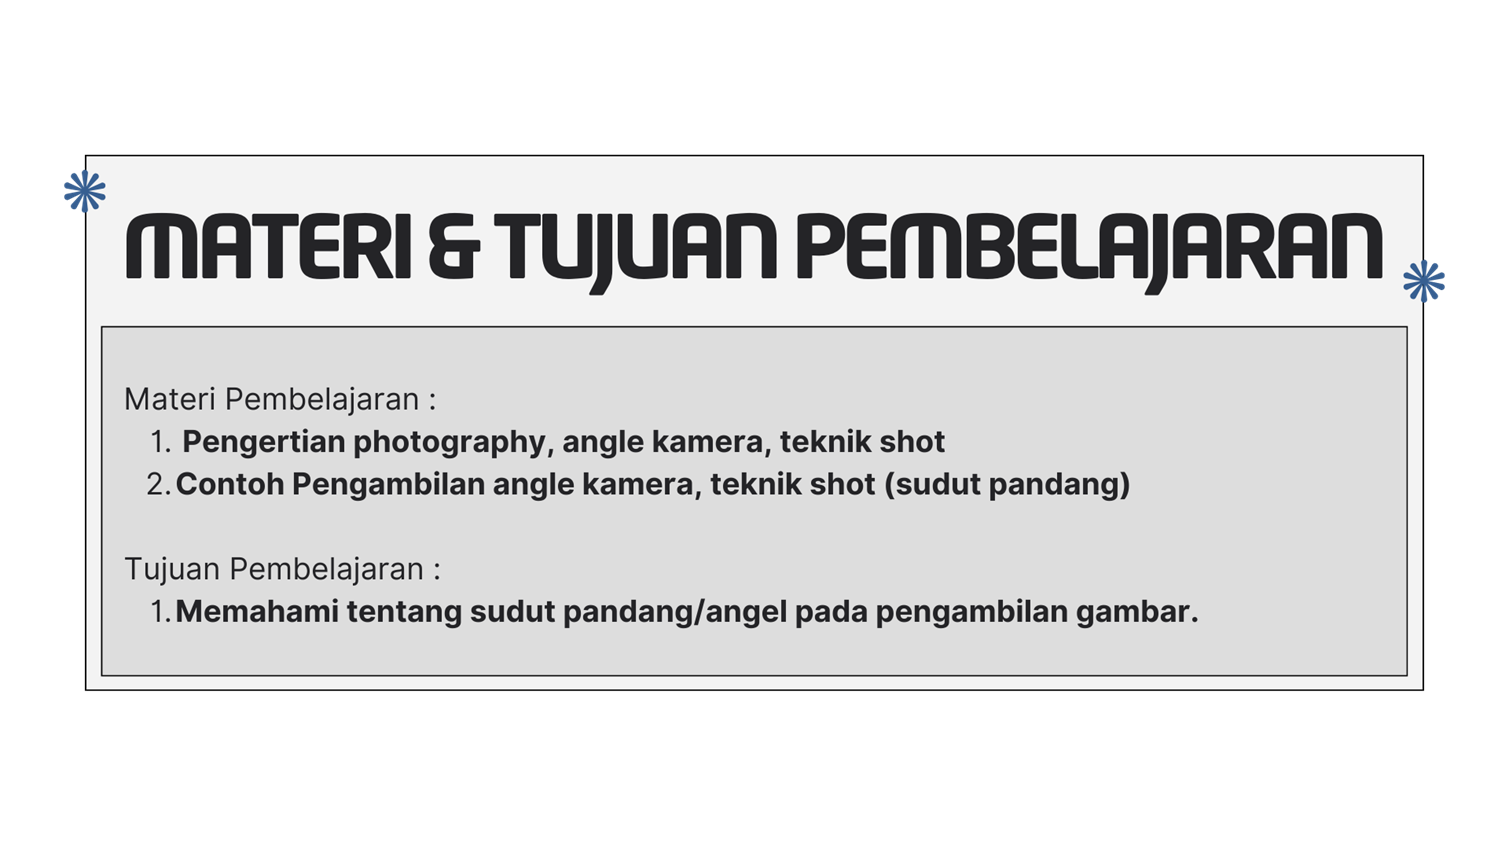 MATERI & TUJUAN PEMBELAJARAN
Materi Pembelajaran :
1. Pengertian photography, angle kamera, teknik shot
2. Contoh Pengambilan angle kamera, teknik shot (sudut pandang)
Tujuan Pembelajaran :
1. Memahami tentang sudut pandang/angel pada pengambilan gambar.